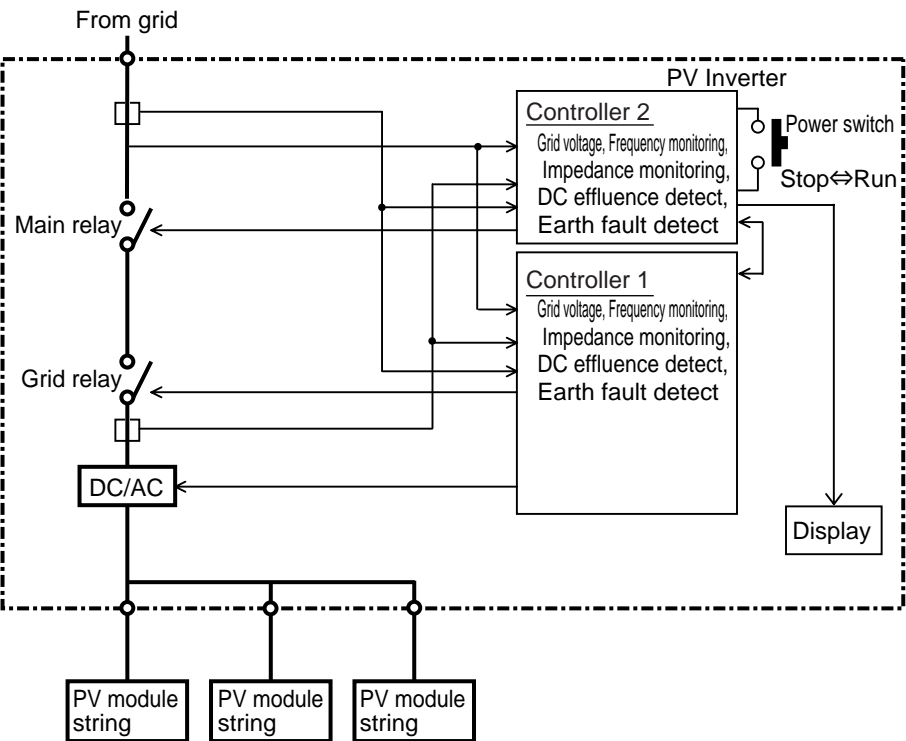 From grid
PV Inverter
Controller 2
Grid voltage, Frequency monitoring,
Impedance monitoring,
DC effluence detect,
Earth fault detect
Power switch
Stop⇔Run
Main relay
Controller 1
Grid voltage, Frequency monitoring,
Impedance monitoring,
DC effluence detect,
Earth fault detect
Grid relay
DC/AC
Display
PV module
string
PV module
string
PV module
string